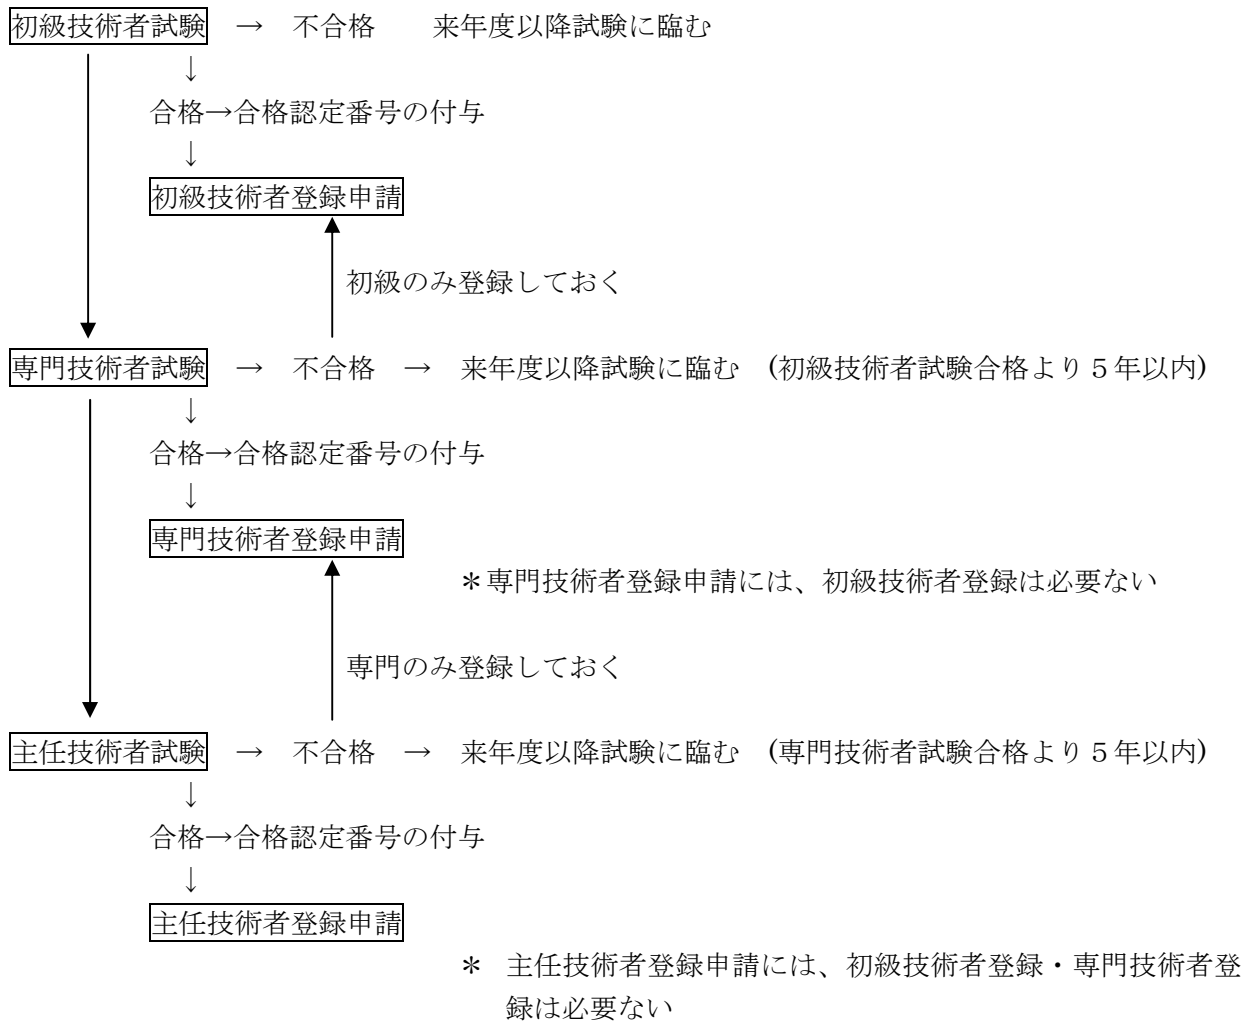 初級技術者試験 → 不合格 来年度以降試験に臨む
↓
合格→合格認定番号の付与
↓
初級技術者登録申請
初級のみ登録しておく
専門技術者試験 → 不合格 → 来年度以降試験に臨む (初級技術者試験合格より５年以内)
↓
合格→合格認定番号の付与
↓
専門技術者登録申請
＊専門技術者登録申請には、初級技術者登録は必要ない
専門のみ登録しておく
主任技術者試験 → 不合格 → 来年度以降試験に臨む (専門技術者試験合格より５年以内)
↓
合格→合格認定番号の付与
↓
主任技術者登録申請
＊ 主任技術者登録申請には、初級技術者登録・専門技術者登
録は必要ない